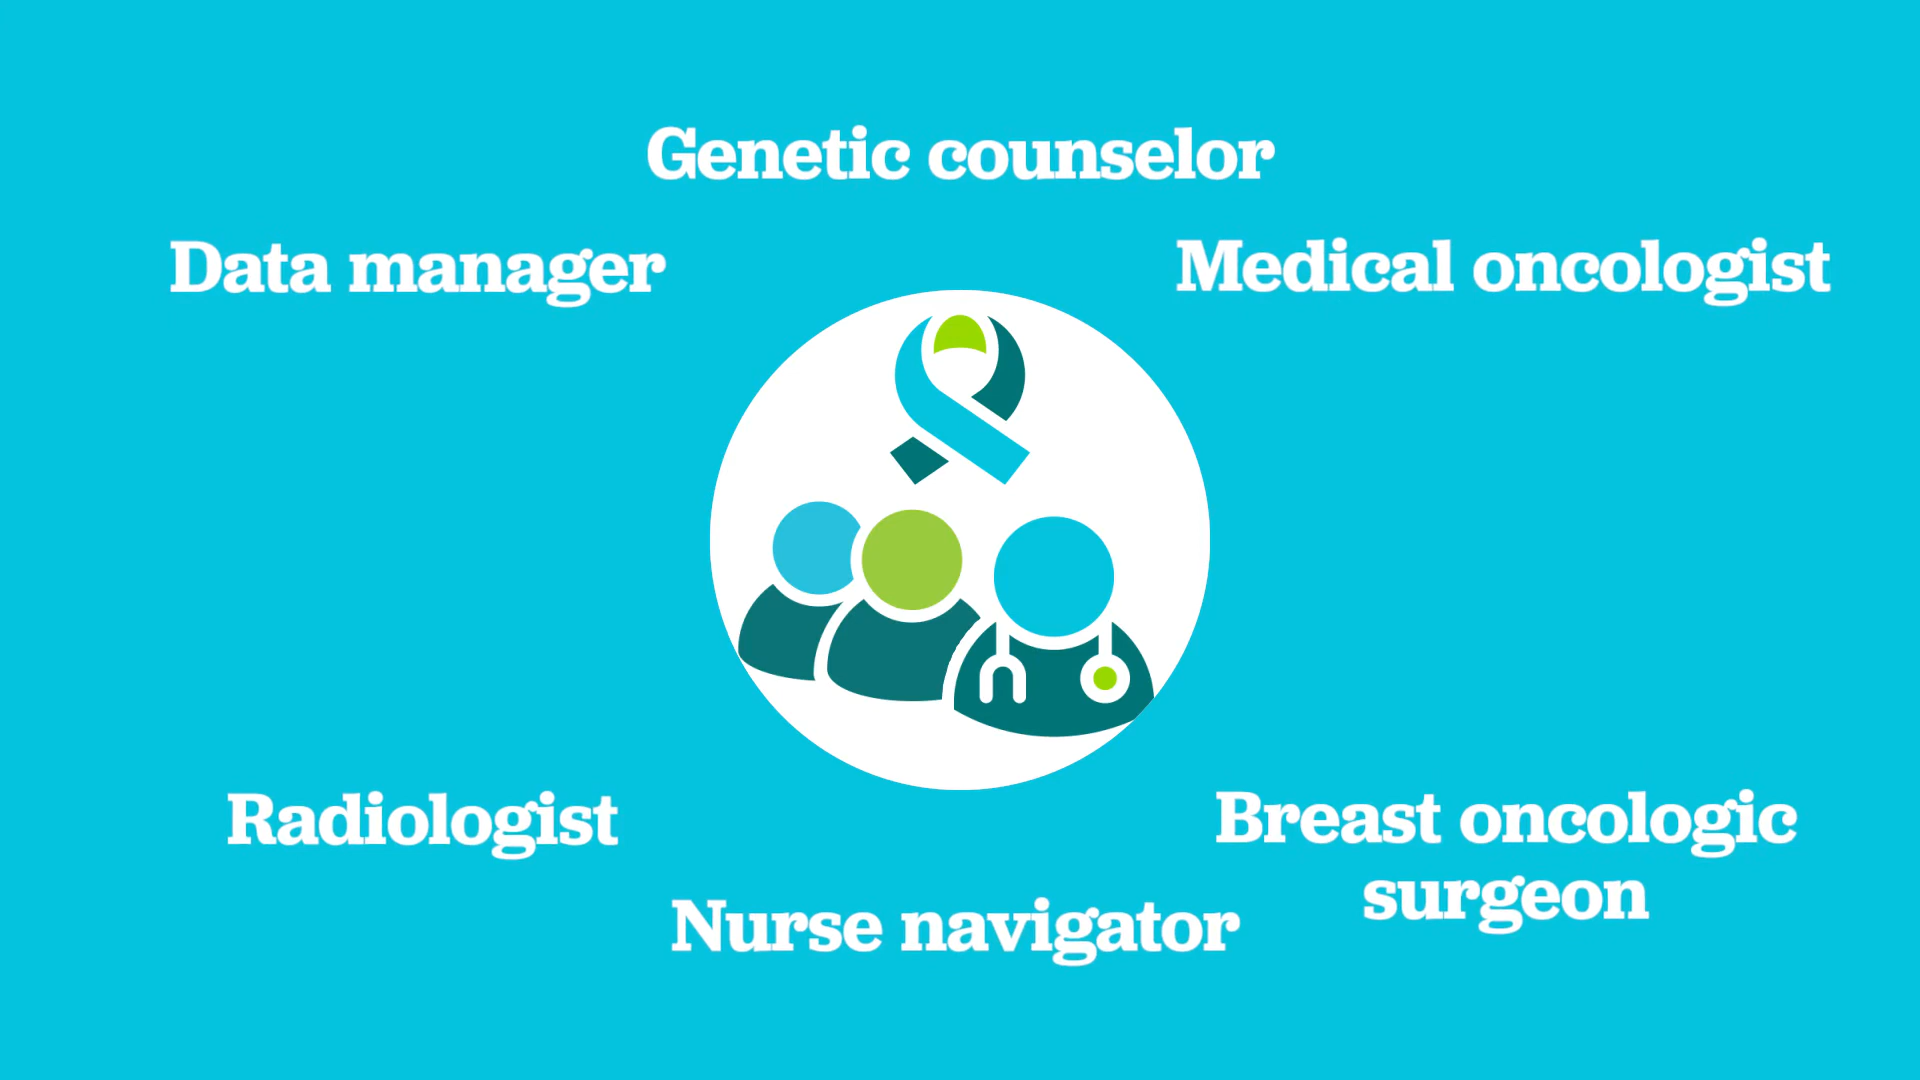 Genetic counselor
Data manager
Medical oncologist
Radiologist
Breast oncologic
surgeon
Nurse navigator